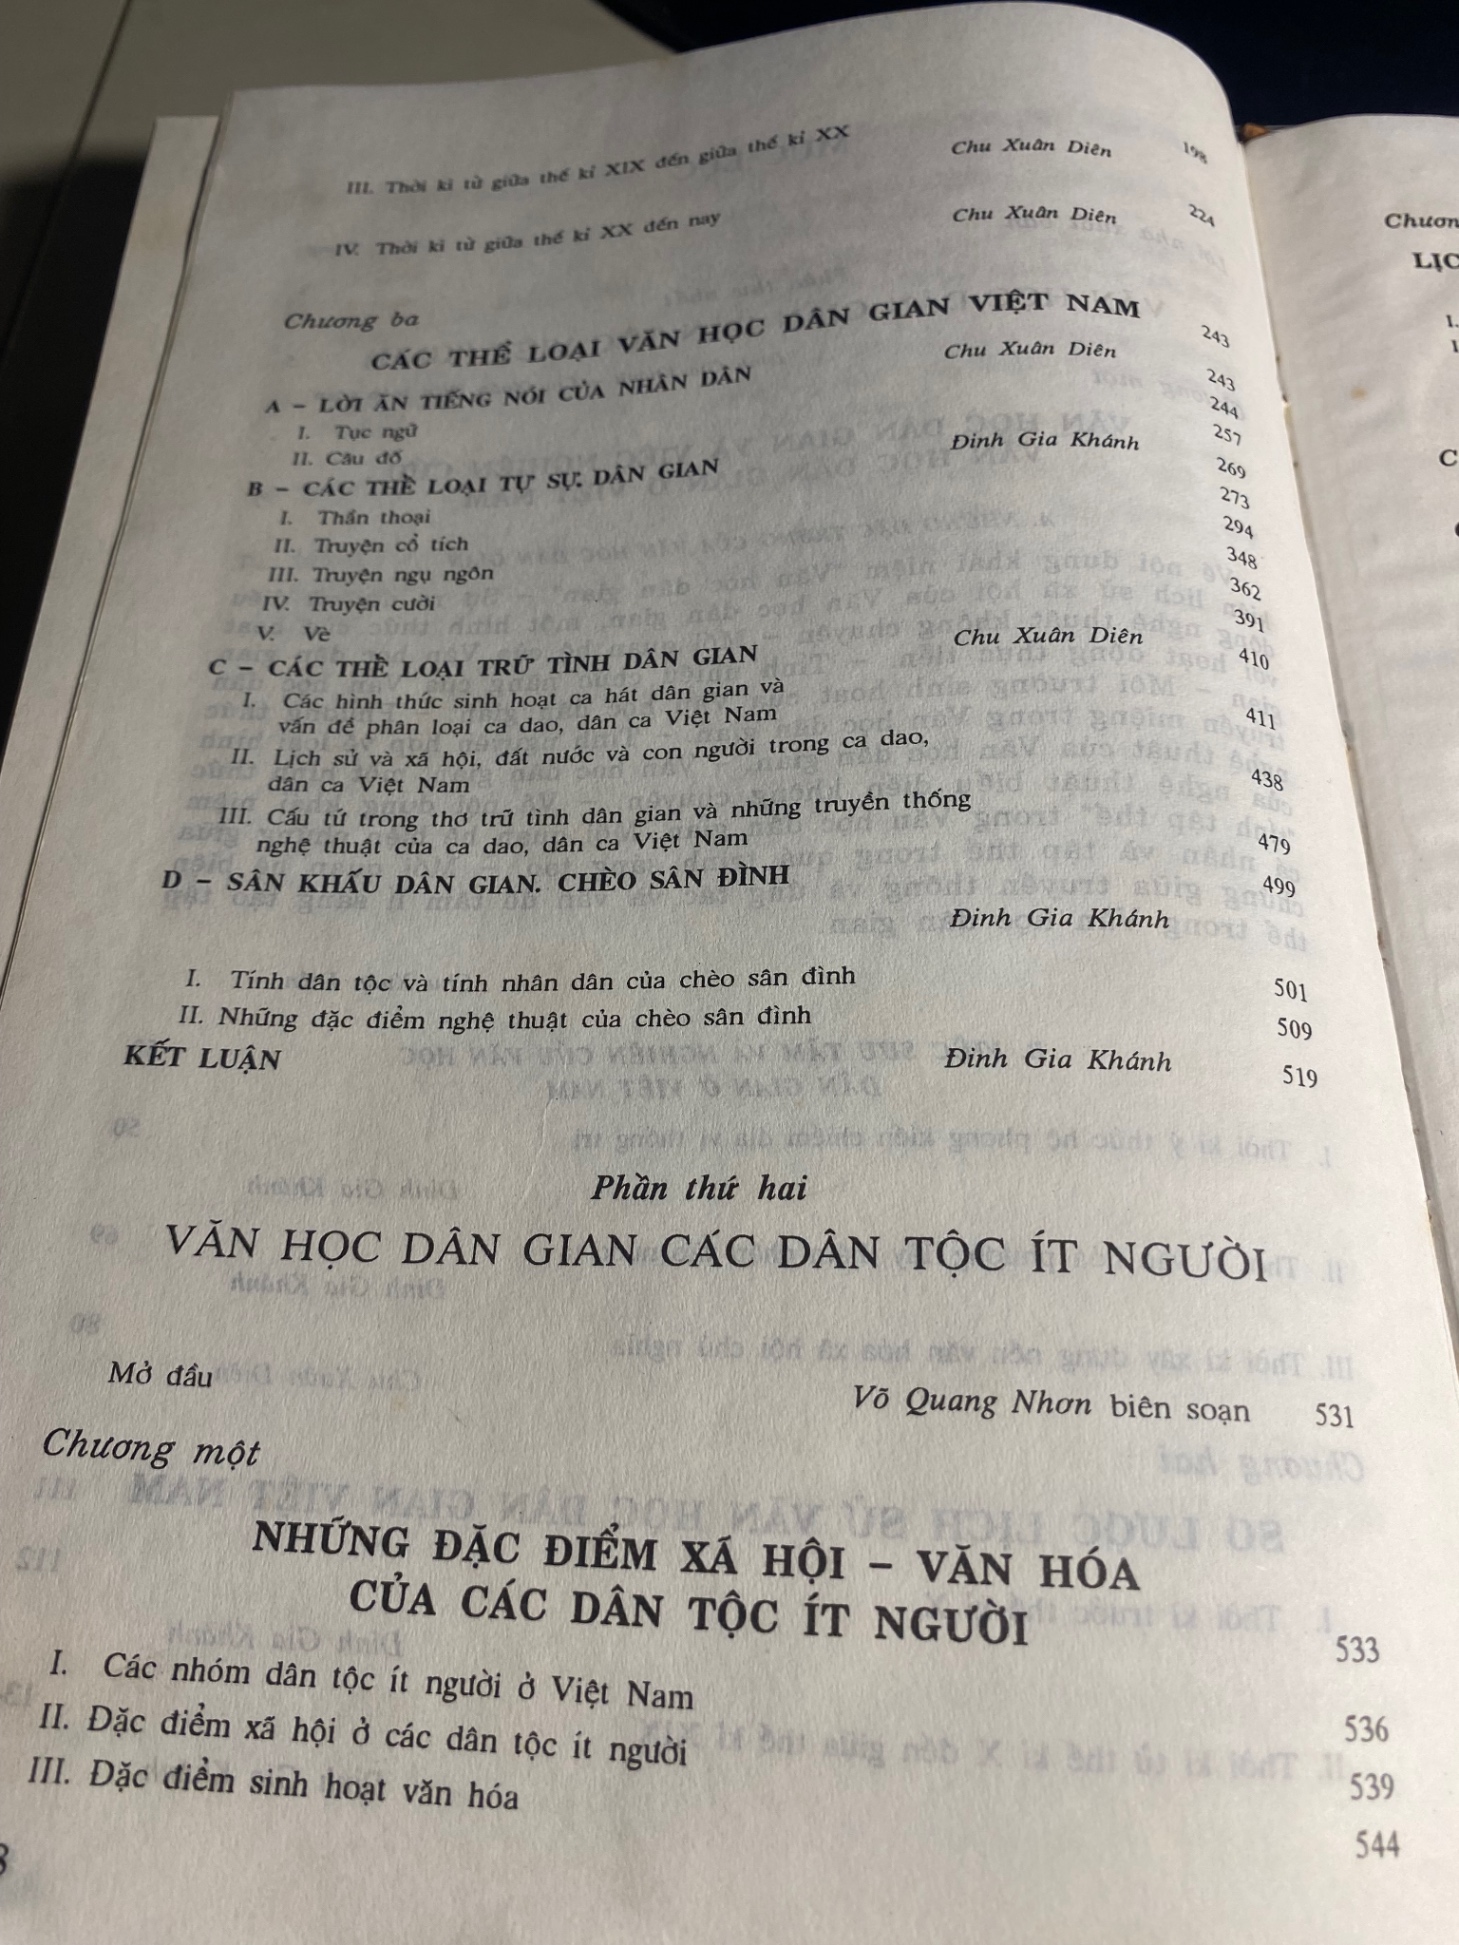 III. Thời kì từ giữa thế kỉ XIX đến giữa thế kỉ XX Chu Xuân Diên 198
IV. Thời kì từ giữa thế kỉ XX đến nay Chu Xuân Diên 224
Chương ba
CÁC THỂ LOẠI VĂN HỌC DÂN GIAN VIỆT NAM 243
Chu Xuân Diên
A – LỜI ĂN TIẾNG NÓI CỦA NHÂN DÂN 243
I. Tục ngữ 244
II. Câu đố 257
Đinh Gia Khánh
B – CÁC THỂ LOẠI TỰ SỰ. DÂN GIAN 269
I. Thần thoại 273
II. Truyện cổ tích 294
III. Truyện ngụ ngôn 348
IV. Truyện cười 362
V. Vè 391
C – CÁC THỂ LOẠI TRỮ TÌNH DÂN GIAN Chu Xuân Diên 410
I. Các hình thức sinh hoạt ca hát dân gian và
vấn đề phân loại ca dao, dân ca Việt Nam 411
II. Lịch sử và xã hội, đất nước và con người trong ca dao,
dân ca Việt Nam 438
III. Cấu tứ trong thơ trữ tình dân gian và những truyền thống
nghệ thuật của ca dao, dân ca Việt Nam 479
D – SÂN KHẤU DÂN GIAN. CHÈO SÂN ĐÌNH 499
Đinh Gia Khánh
I. Tính dân tộc và tính nhân dân của chèo sân đình 501
II. Những đặc điểm nghệ thuật của chèo sân đình 509
KẾT LUẬN Đinh Gia Khánh 519
Phần thứ hai
VĂN HỌC DÂN GIAN CÁC DÂN TỘC ÍT NGƯỜI
Mở đầu Võ Quang Nhơn biên soạn 531
Chương một
NHỮNG ĐẶC ĐIỂM XÃ HỘI – VĂN HÓA
CỦA CÁC DÂN TỘC ÍT NGƯỜI 533
I. Các nhóm dân tộc ít người ở Việt Nam 536
II. Đặc điểm xã hội ở các dân tộc ít người 539
III. Đặc điểm sinh hoạt văn hóa 544